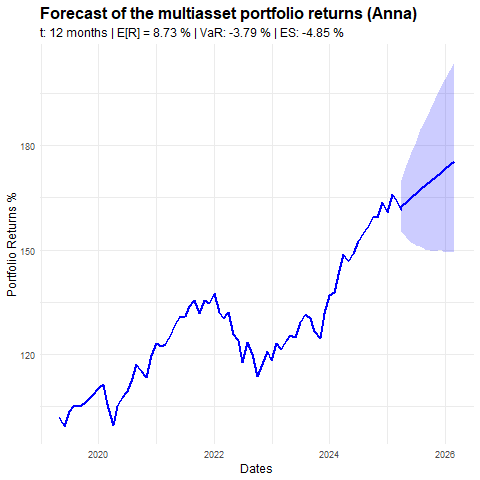 Forecast of the multiasset portfolio returns (Anna)
t: 12 months | E[R] = 8.73 % | VaR: -3.79 % | ES: -4.85 %
Portfolio Returns %
180
150
120
2020
2022
2024
2026
Dates